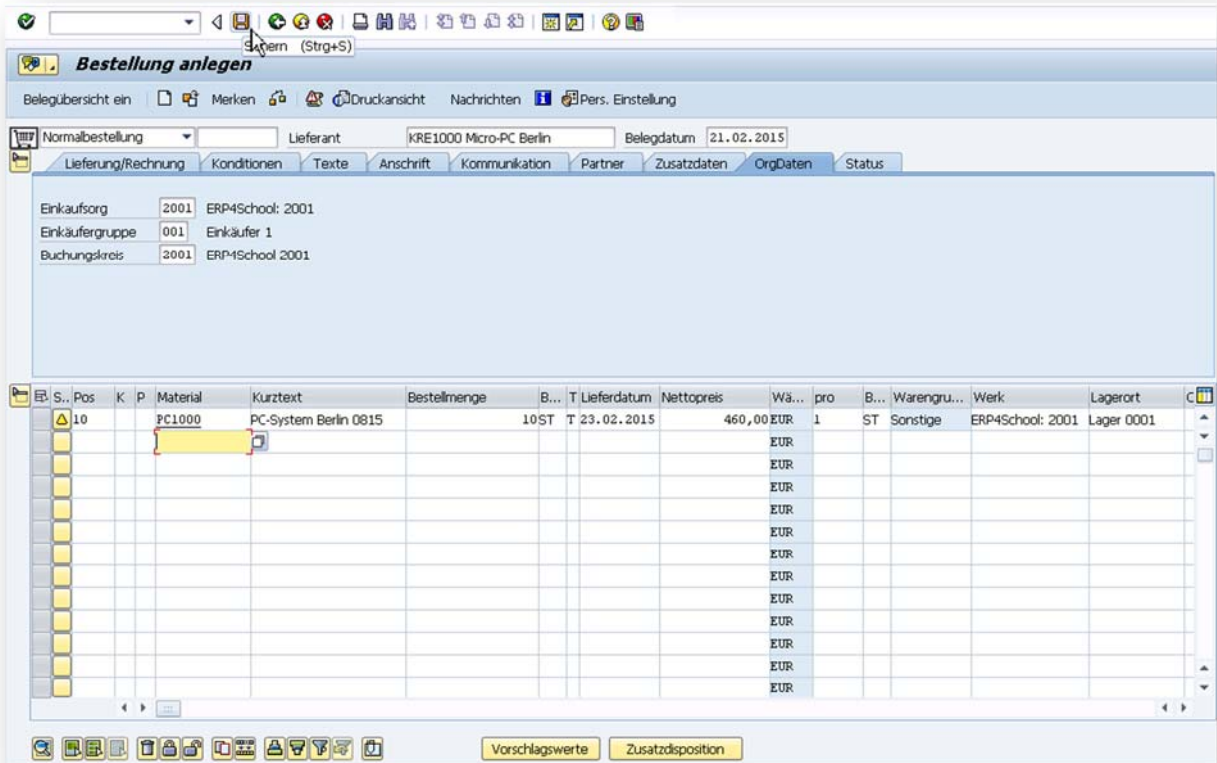 Sichern (Strg+S)
Bestellung anlegen
Belegübersicht ein Merken Druckansicht Nachrichten Pers. Einstellung
Normalbestellung Lieferant KRE1000 Micro-PC Berlin Belegdatum 21.02.2015
Lieferung/Rechnung Konditionen Texte Anschrift Kommunikation Partner Zusatzdaten OrgDaten Status
Einkaufsorg 2001 ERP4School: 2001
Einkäufergruppe 001 Einkäufer 1
Buchungskreis 2001 ERP4School 2001
S.. Pos K P Material Kurztext Bestellmenge B... T Lieferdatum Nettopreis Wä... pro B... Warengru... Werk Lagerort C
10 PC1000 PC-System Berlin 0815 10 ST T 23.02.2015 460,00 EUR 1 ST Sonstige ERP4School: 2001 Lager 0001
EUR
EUR
EUR
EUR
EUR
EUR
EUR
EUR
EUR
EUR
EUR
EUR
Vorschlagswerte Zusatzdisposition